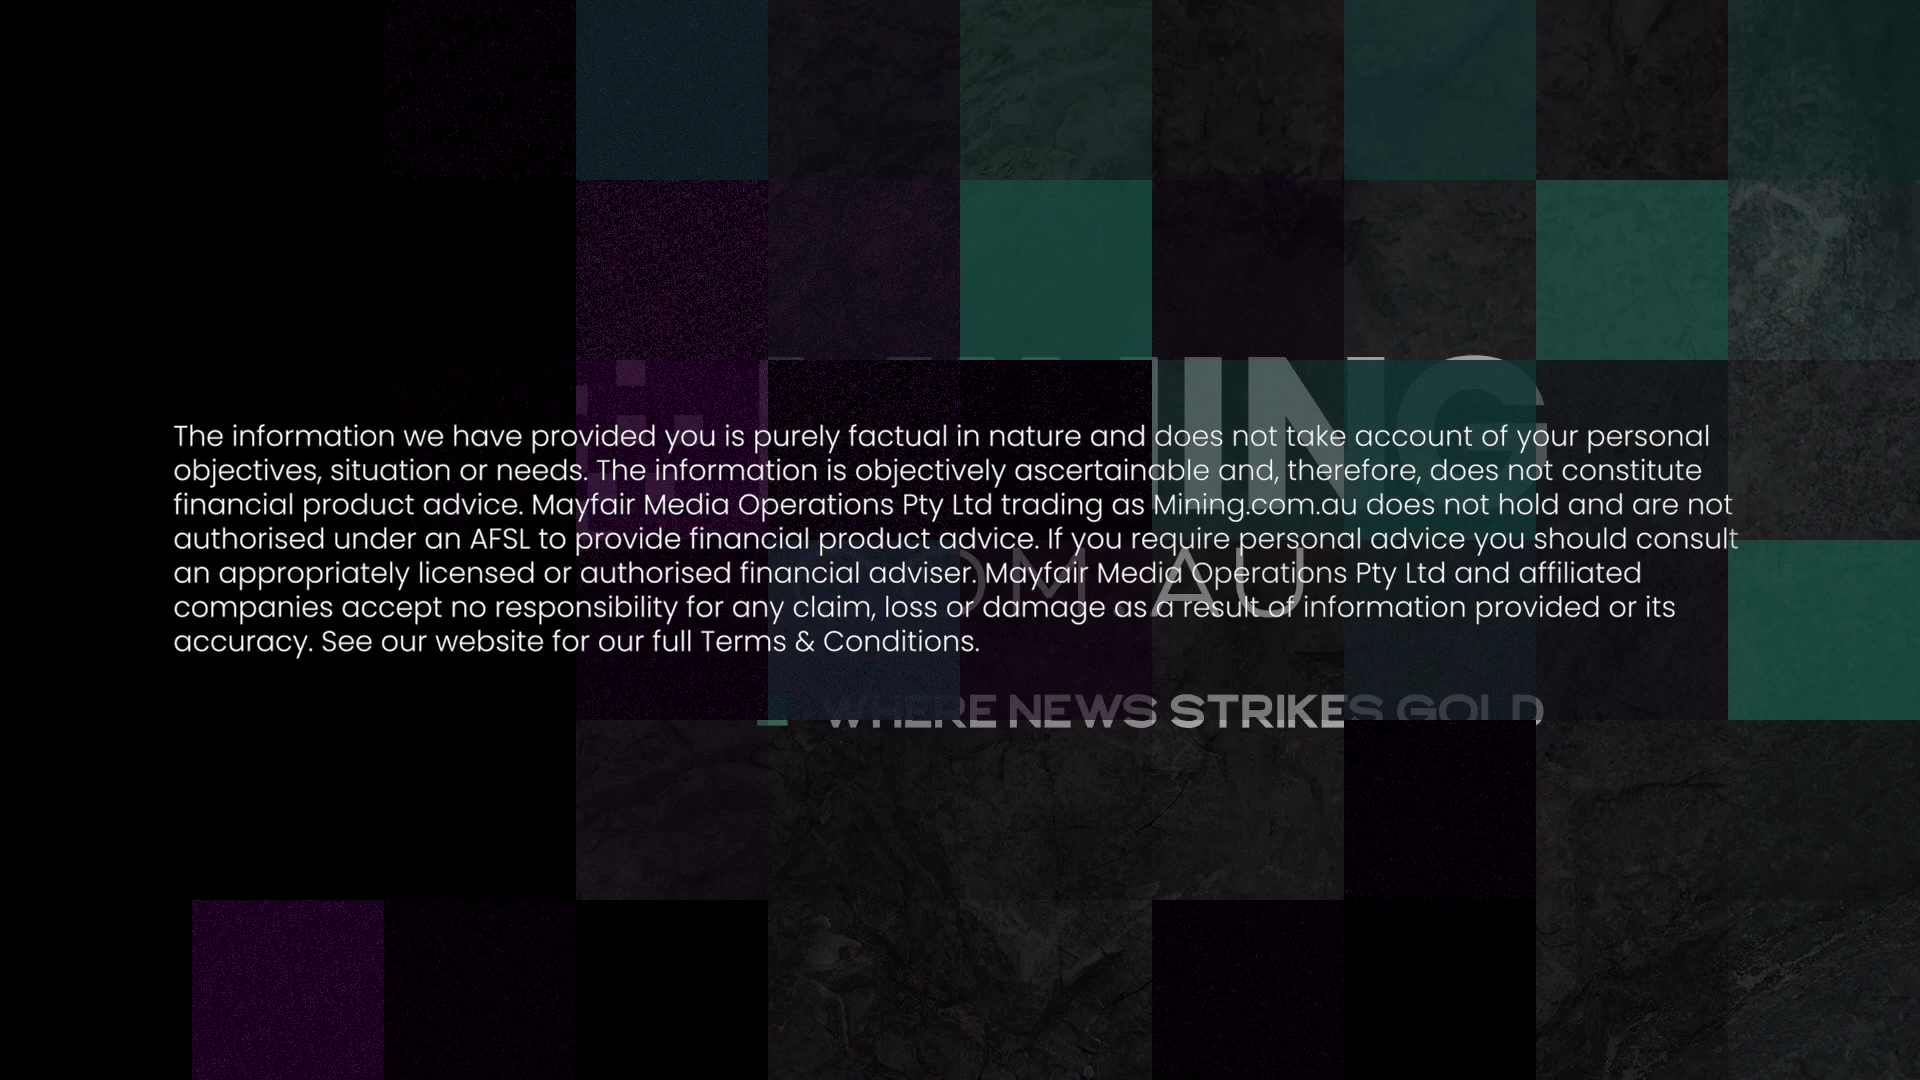 The information we have provided you is purely factual in nature and does not take account of your personal
objectives, situation or needs. The information is objectively ascertainable and, therefore, does not constitute
financial product advice. Mayfair Media Operations Pty Ltd trading as Mining.com.au does not hold and are not
authorised under an AFSL to provide financial product advice. If you require personal advice you should consult
an appropriately licensed or authorised financial adviser. Mayfair Media Operations Pty Ltd and affiliated
companies accept no responsibility for any claim, loss or damage as a result of information provided or its
accuracy. See our website for our full Terms & Conditions.
WHERE NEWS STRIKES GOLD